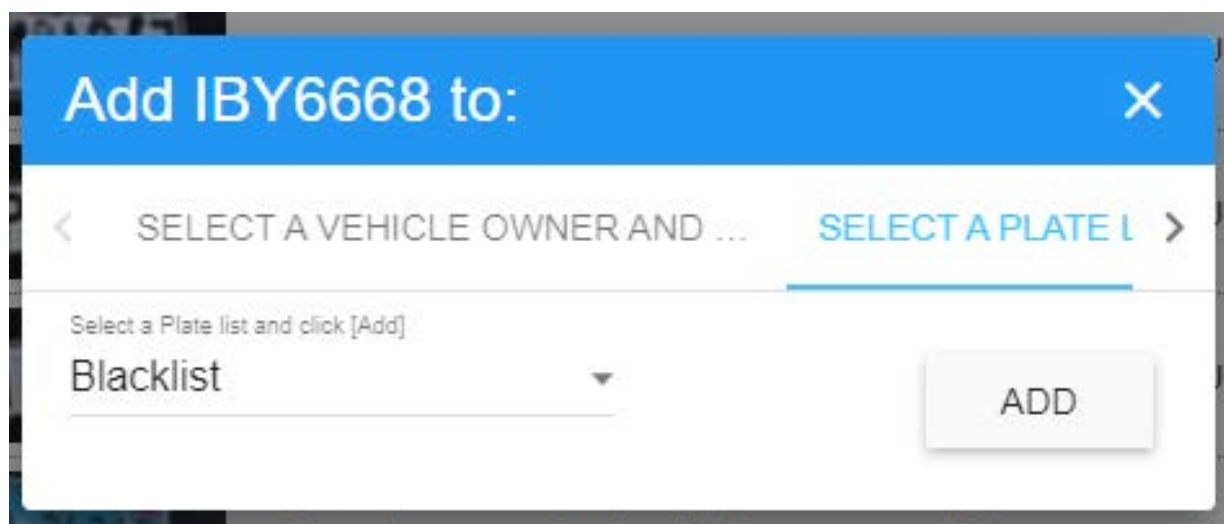 Add IBY6668 to:
SELECT A VEHICLE OWNER AND ...
SELECT A PLATE L
Select a Plate list and click [Add]
Blacklist
ADD